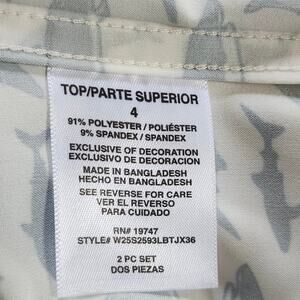 TOP/PARTE SUPERIOR
4
91% POLYESTER / POLIÉSTER
9% SPANDEX / SPANDEX
EXCLUSIVE OF DECORATION
EXCLUSIVO DE DECORACION
MADE IN BANGLADESH
HECHO EN BANGLADESH
SEE REVERSE FOR CARE
VER EL REVERSO
PARA CUIDADO
RN# 19747
STYLE# W25S2593LBTJX36
2 PC SET
DOS PIEZAS